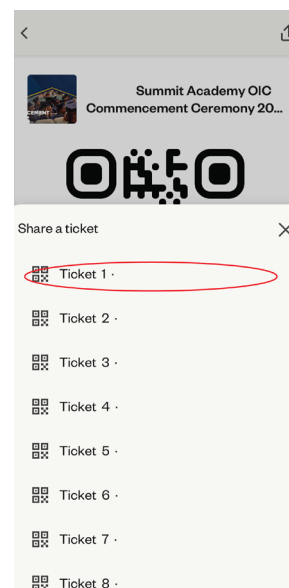 Summit Academy OIC
Commencement Ceremony 20...
Share a ticket
Ticket 1 ·
Ticket 2 ·
Ticket 3 ·
Ticket 4 ·
Ticket 5 ·
Ticket 6 ·
Ticket 7 ·
Ticket 8 ·